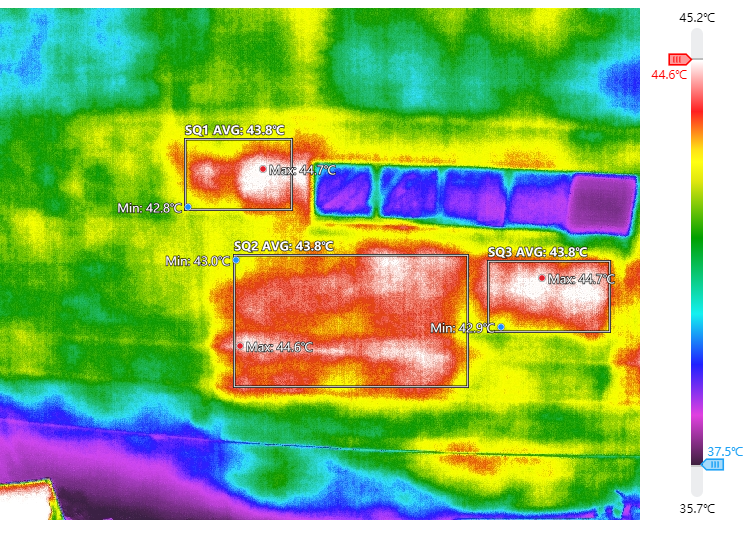 45.2℃
44.6℃
SQ1 AVG: 43.8℃
Max: 44.7℃
Min: 42.8℃
SQ2 AVG: 43.8℃
Min: 43.0℃
SQ3 AVG: 43.8℃
Max: 44.7℃
Min: 42.9℃
Max: 44.6℃
37.5℃
35.7℃